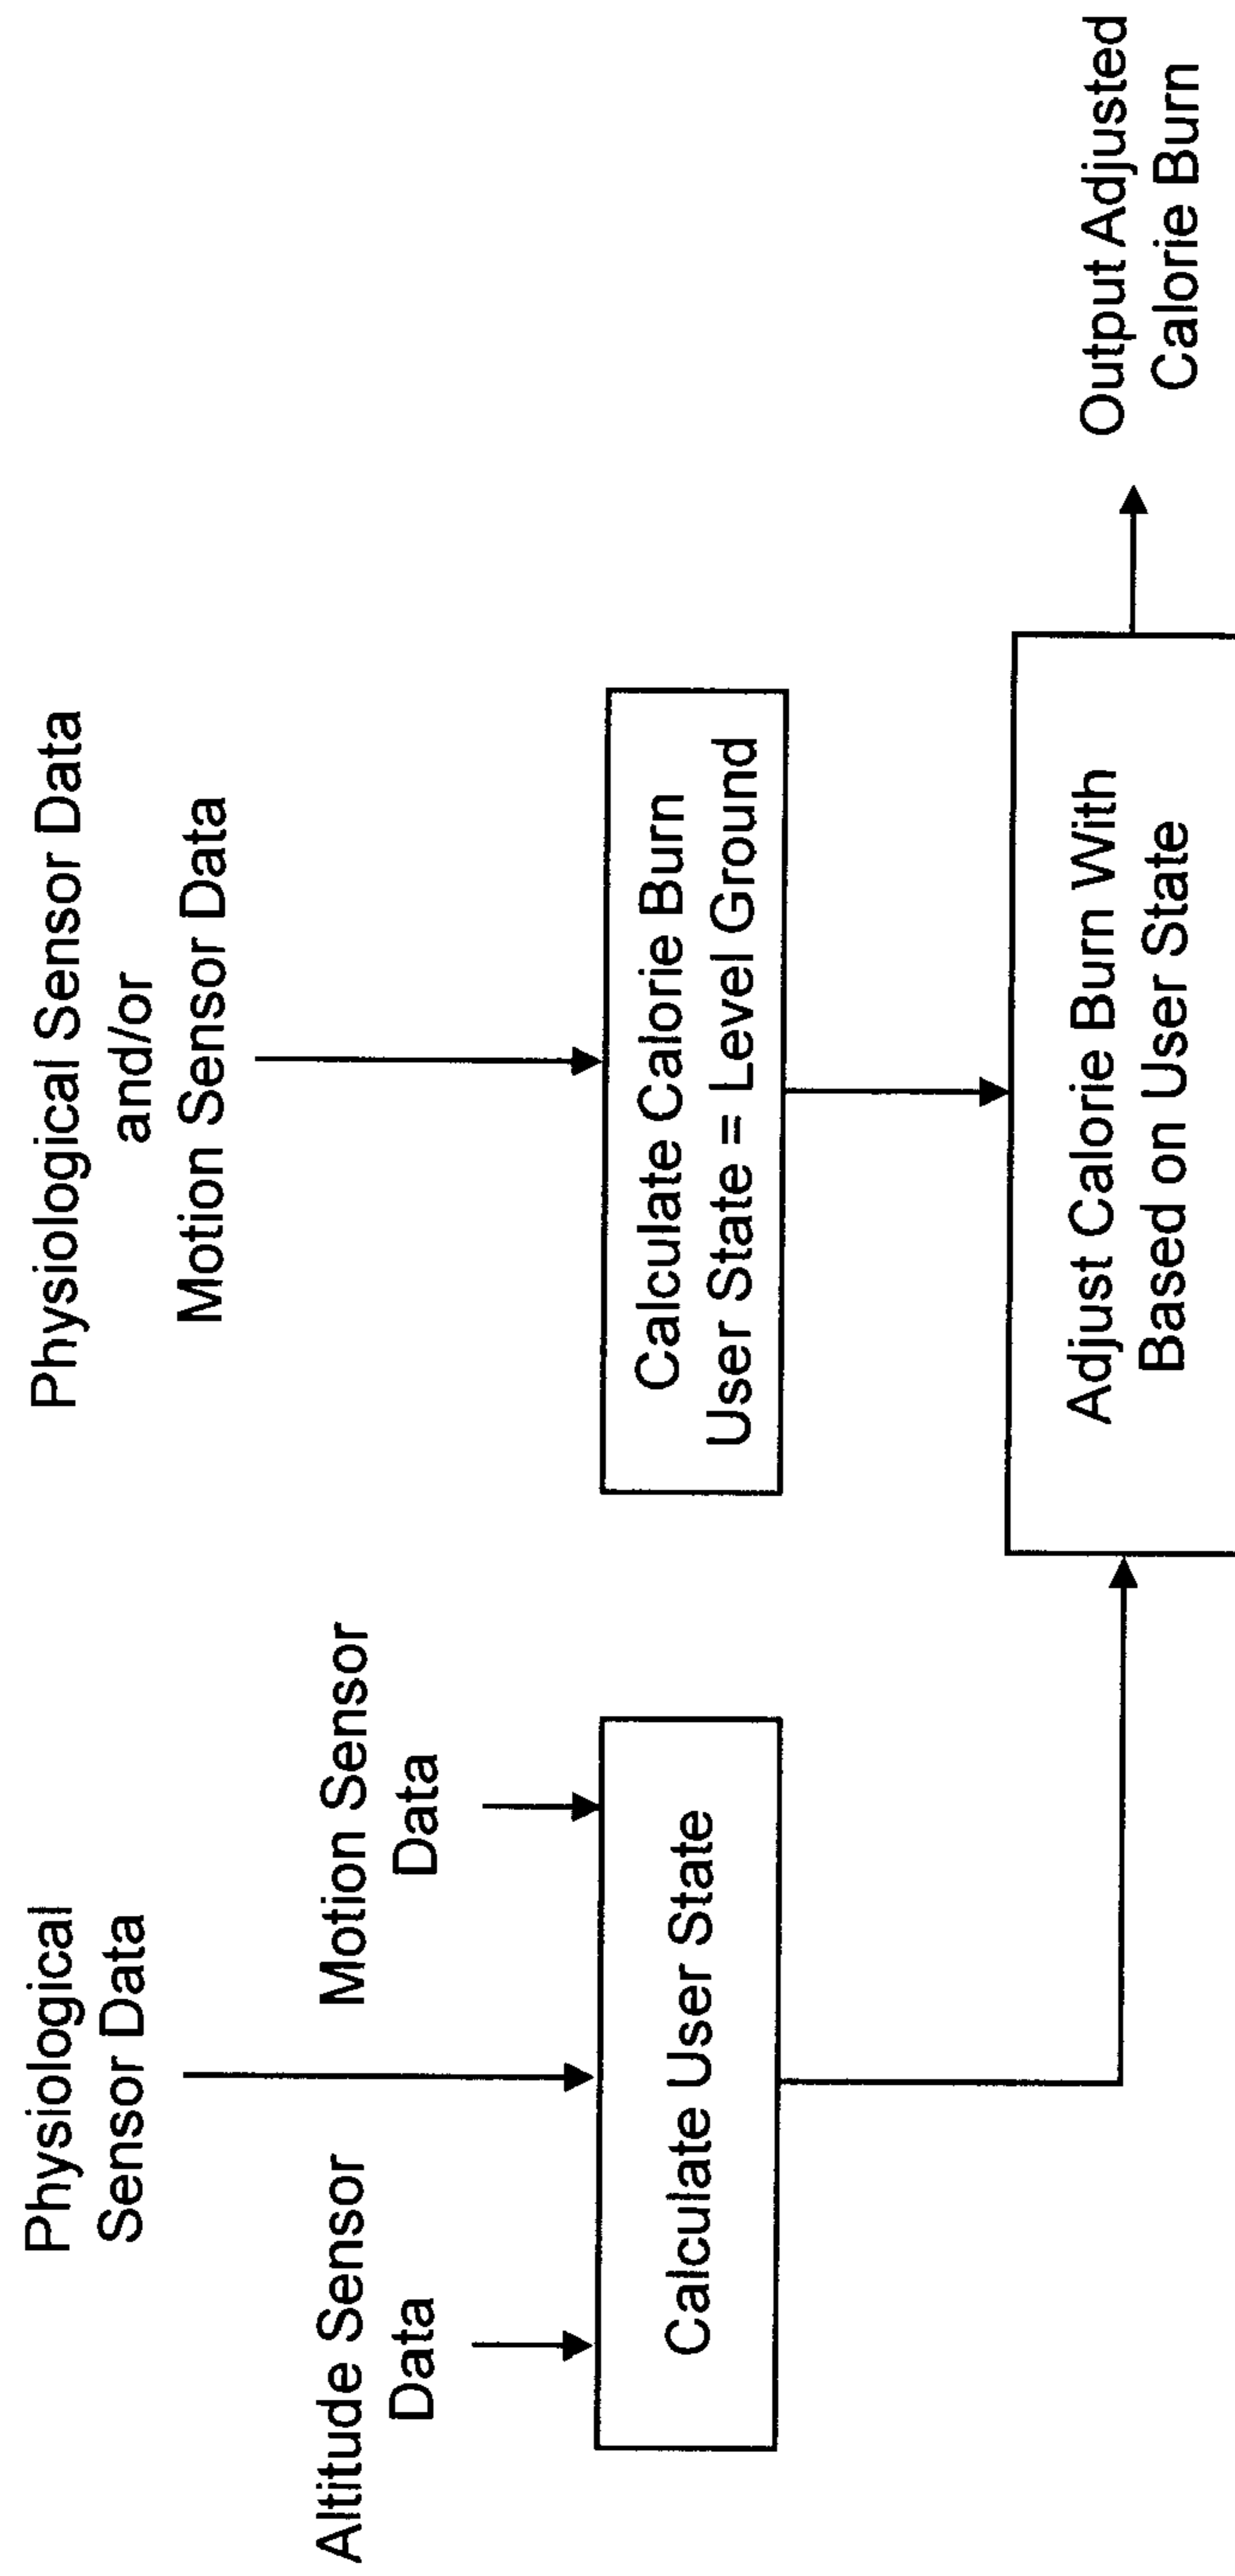 Physiological
Sensor Data
Altitude Sensor
Data
Motion Sensor
Data
Calculate User State
Physiological Sensor Data
and/or
Motion Sensor Data
Calculate Calorie Burn
User State = Level Ground
Adjust Calorie Burn With
Based on User State
Output Adjusted
Calorie Burn